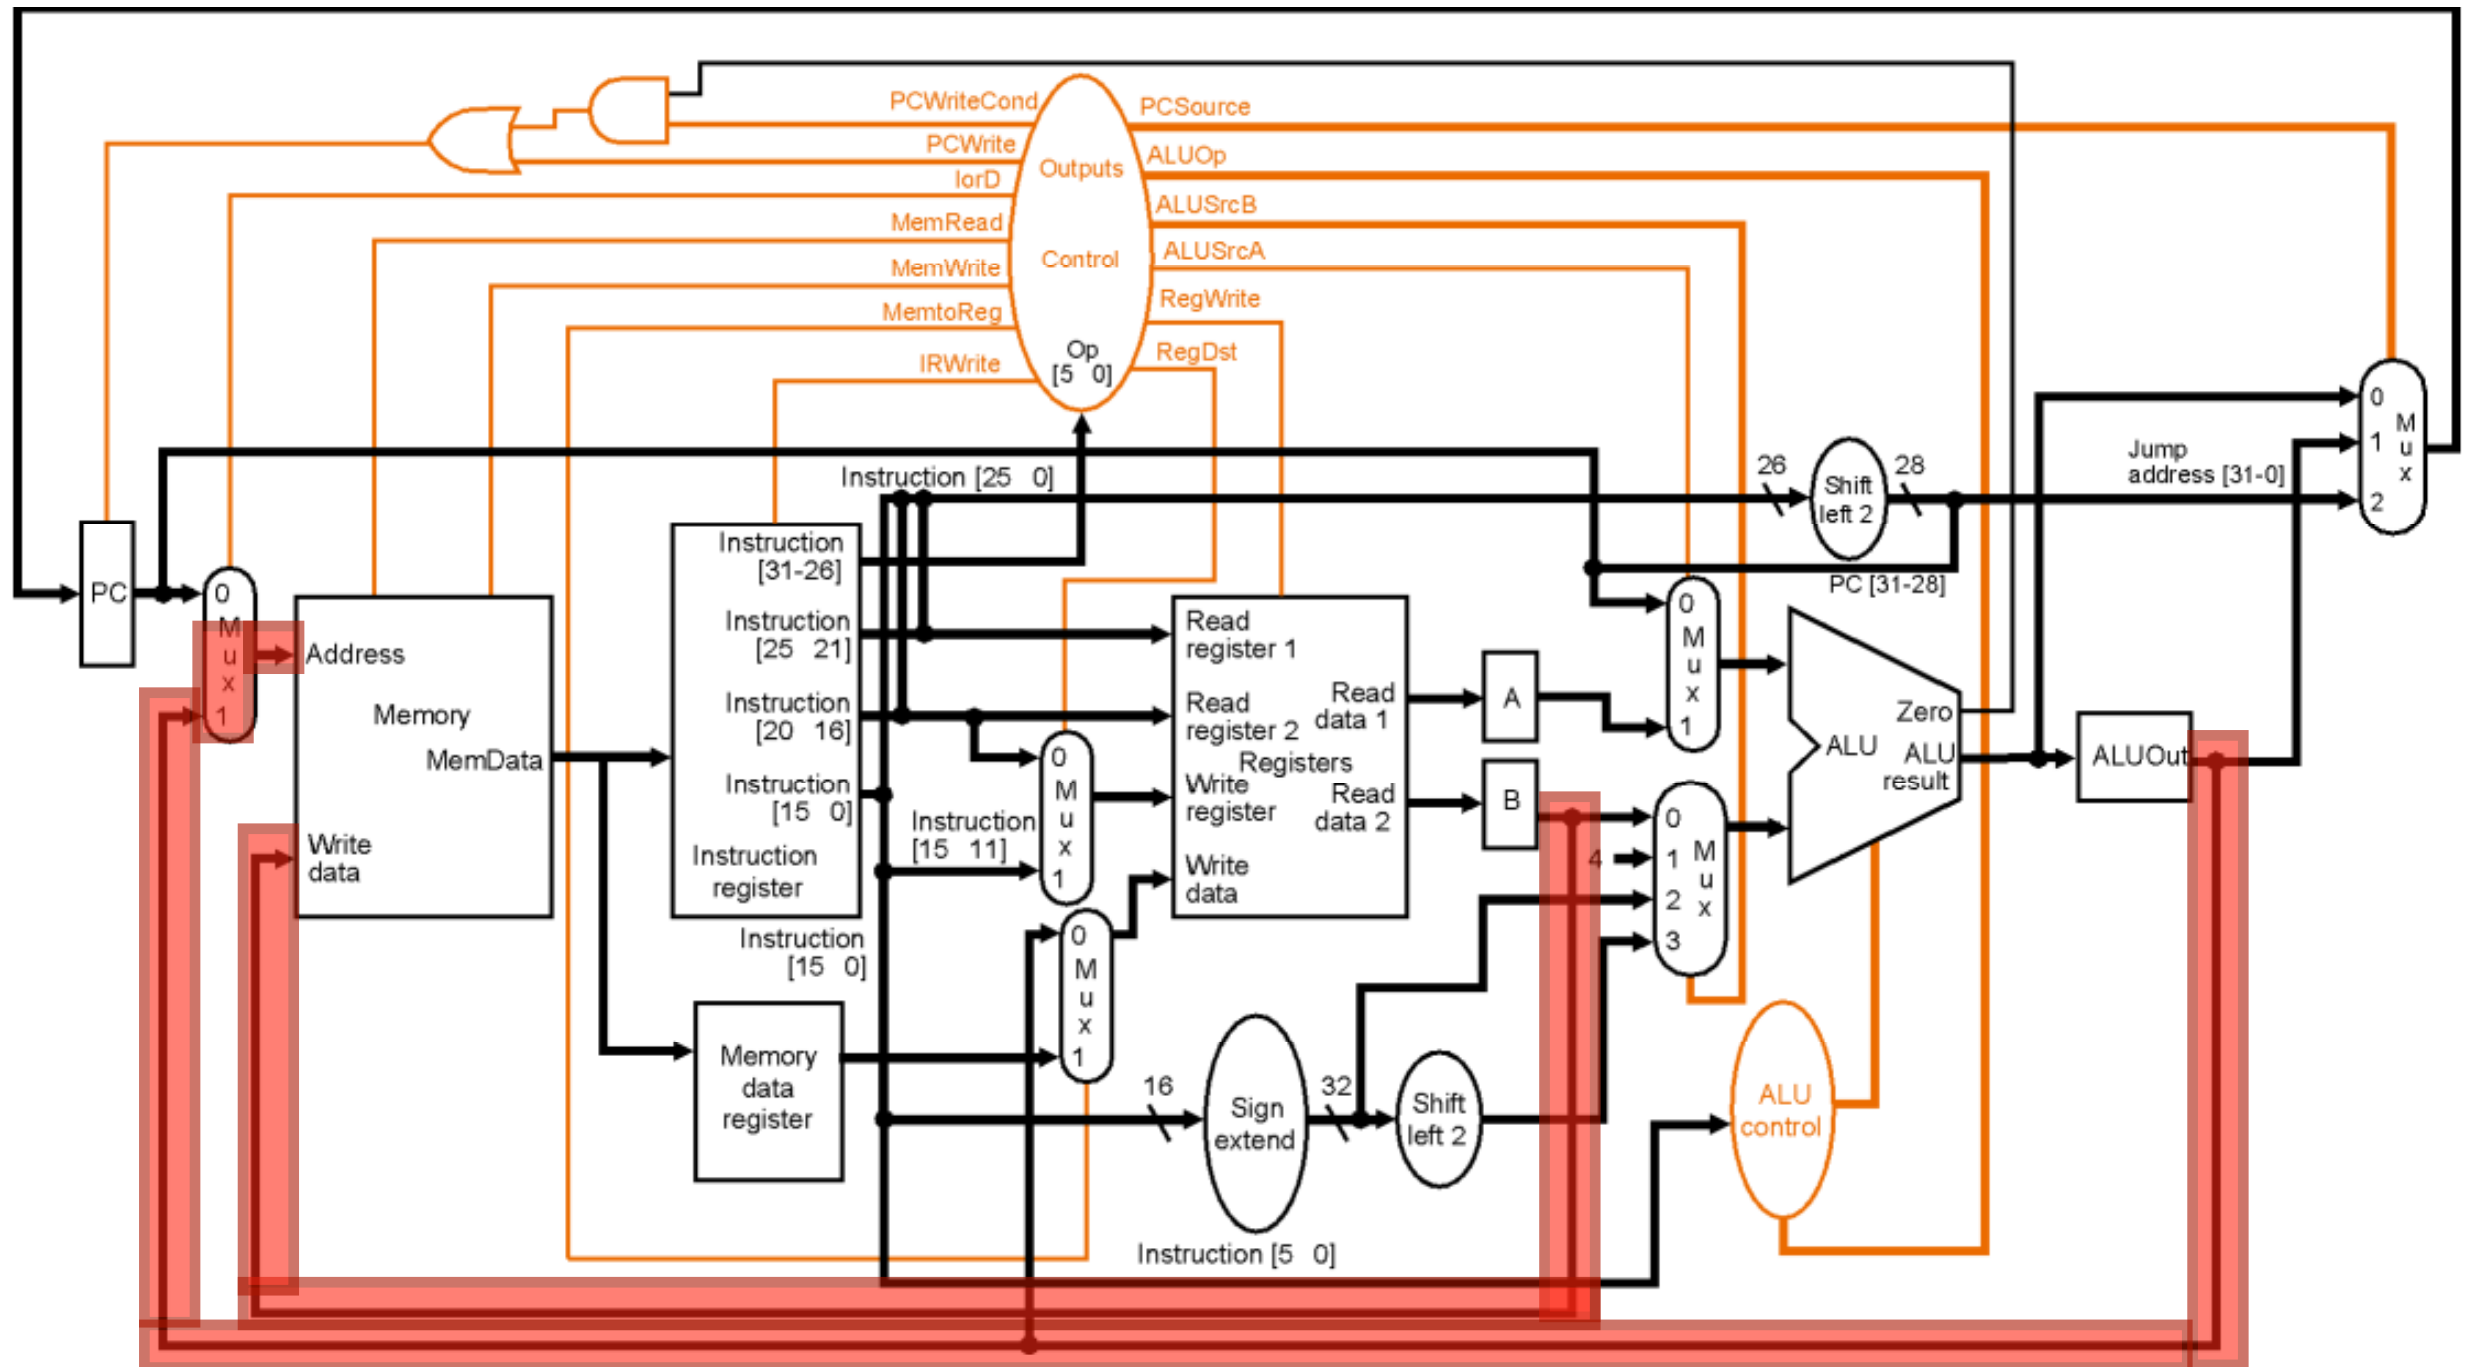 PCWriteCond
PCWrite
IorD
MemRead
MemWrite
MemtoReg
IRWrite
Outputs
Control
Op
[5 0]
PCSource
ALUOp
ALUSrcB
ALUSrcA
RegWrite
RegDst
PC
0
M
u
x
1
Address
Memory
MemData
Write
data
Instruction [25 0]
Instruction
[31-26]
Instruction
[25 21]
Instruction
[20 16]
Instruction
[15 0]
Instruction
register
Instruction
[15 0]
Memory
data
register
Instruction
[15 11]
0
M
u
x
1
0
M
u
x
1
Read
register 1
Read
register 2
Registers
Write
register
Write
data
Read
data 1
Read
data 2
16
Sign
extend
32
Shift
left 2
Instruction [5 0]
A
B
4
0
M
u
x
1
0
1
2
3
M
u
x
26
Shift
left 2
28
PC [31-28]
Jump
address [31-0]
Zero
ALU
ALU
result
ALU
control
ALUOut
0
1
2
M
u
x